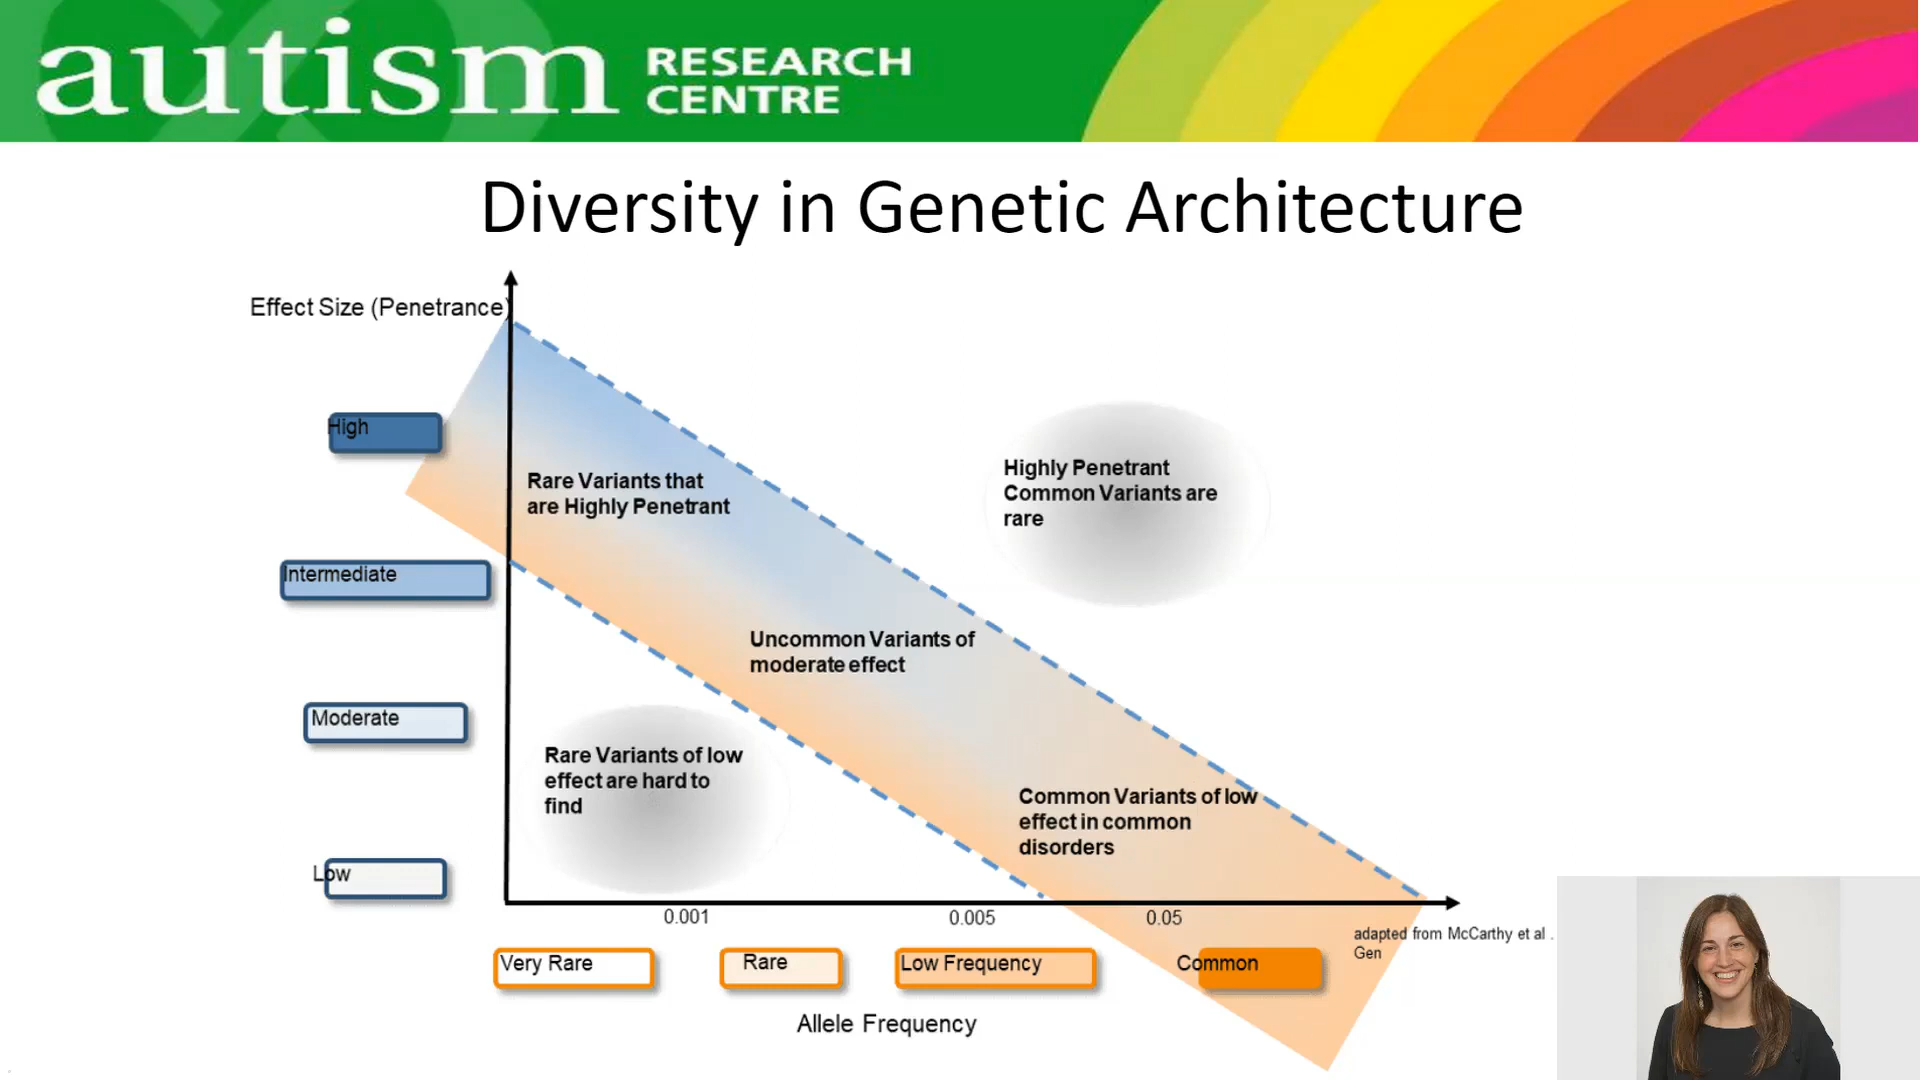 autism RESEARCH
CENTRE
Diversity in Genetic Architecture
Effect Size (Penetrance)
High
Rare Variants that
are Highly Penetrant
Highly Penetrant
Common Variants are
rare
Intermediate
Uncommon Variants of
moderate effect
Moderate
Rare Variants of low
effect are hard to
find
Common Variants of low
effect in common
disorders
Low
0.001
0.005
0.05
adapted from McCarthy et al .
Gen
Very Rare
Rare
Low Frequency
Common
Allele Frequency